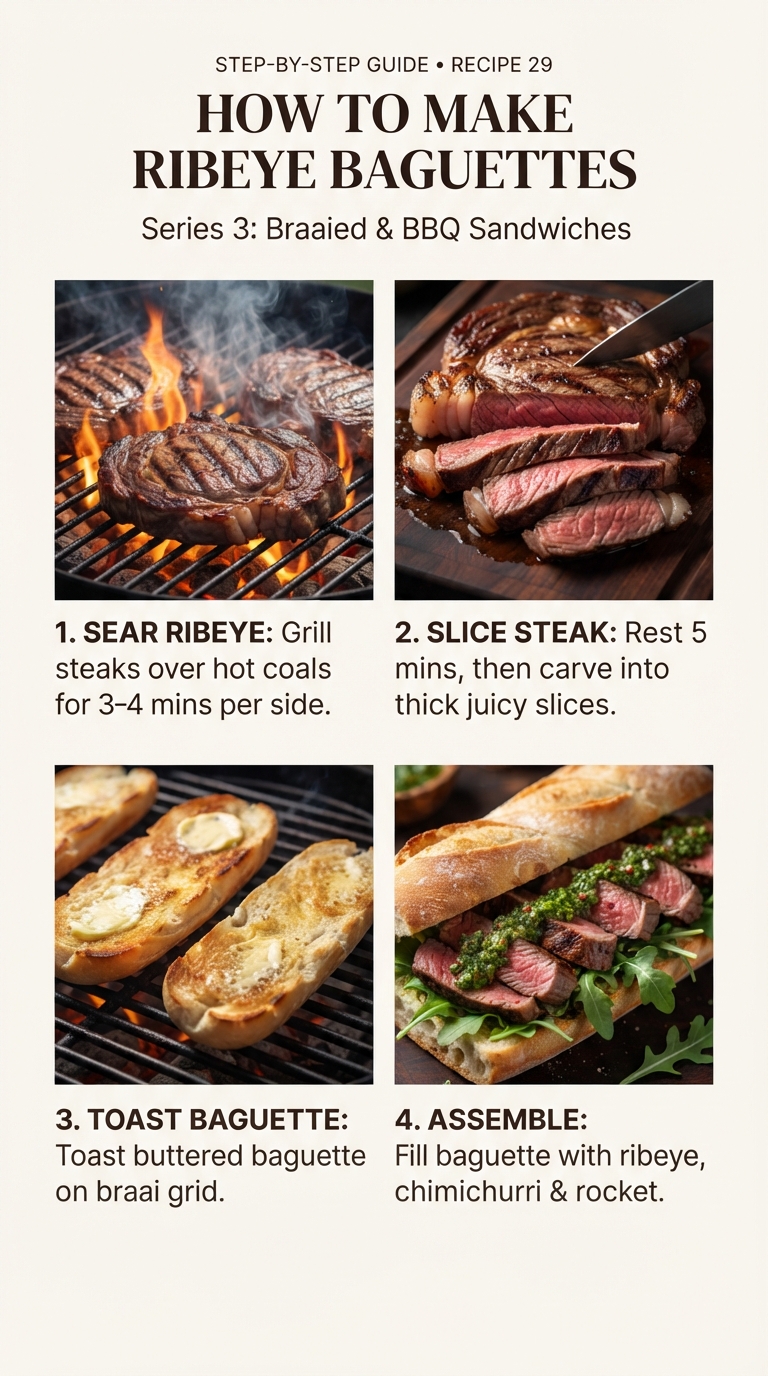 STEP-BY-STEP GUIDE • RECIPE 29
HOW TO MAKE
RIBEYE BAGUETTES
Series 3: Braaied & BBQ Sandwiches
1. SEAR RIBEYE: Grill
steaks over hot coals
for 3–4 mins per side.
2. SLICE STEAK: Rest 5
mins, then carve into
thick juicy slices.
3. TOAST BAGUETTE:
Toast buttered baguette
on braai grid.
4. ASSEMBLE:
Fill baguette with ribeye,
chimichurri & rocket.